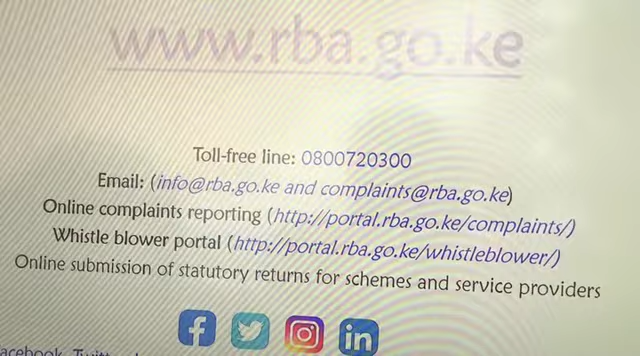 www.rba.go.ke
Toll-free line: 0800720300
Email: (info@rba.go.ke and complaints@rba.go.ke)
Online complaints reporting (http://portal.rba.go.ke/complaints/)
Whistle blower portal (http://portal.rba.go.ke/whistleblower/)
Online submission of statutory returns for schemes and service providers
f in